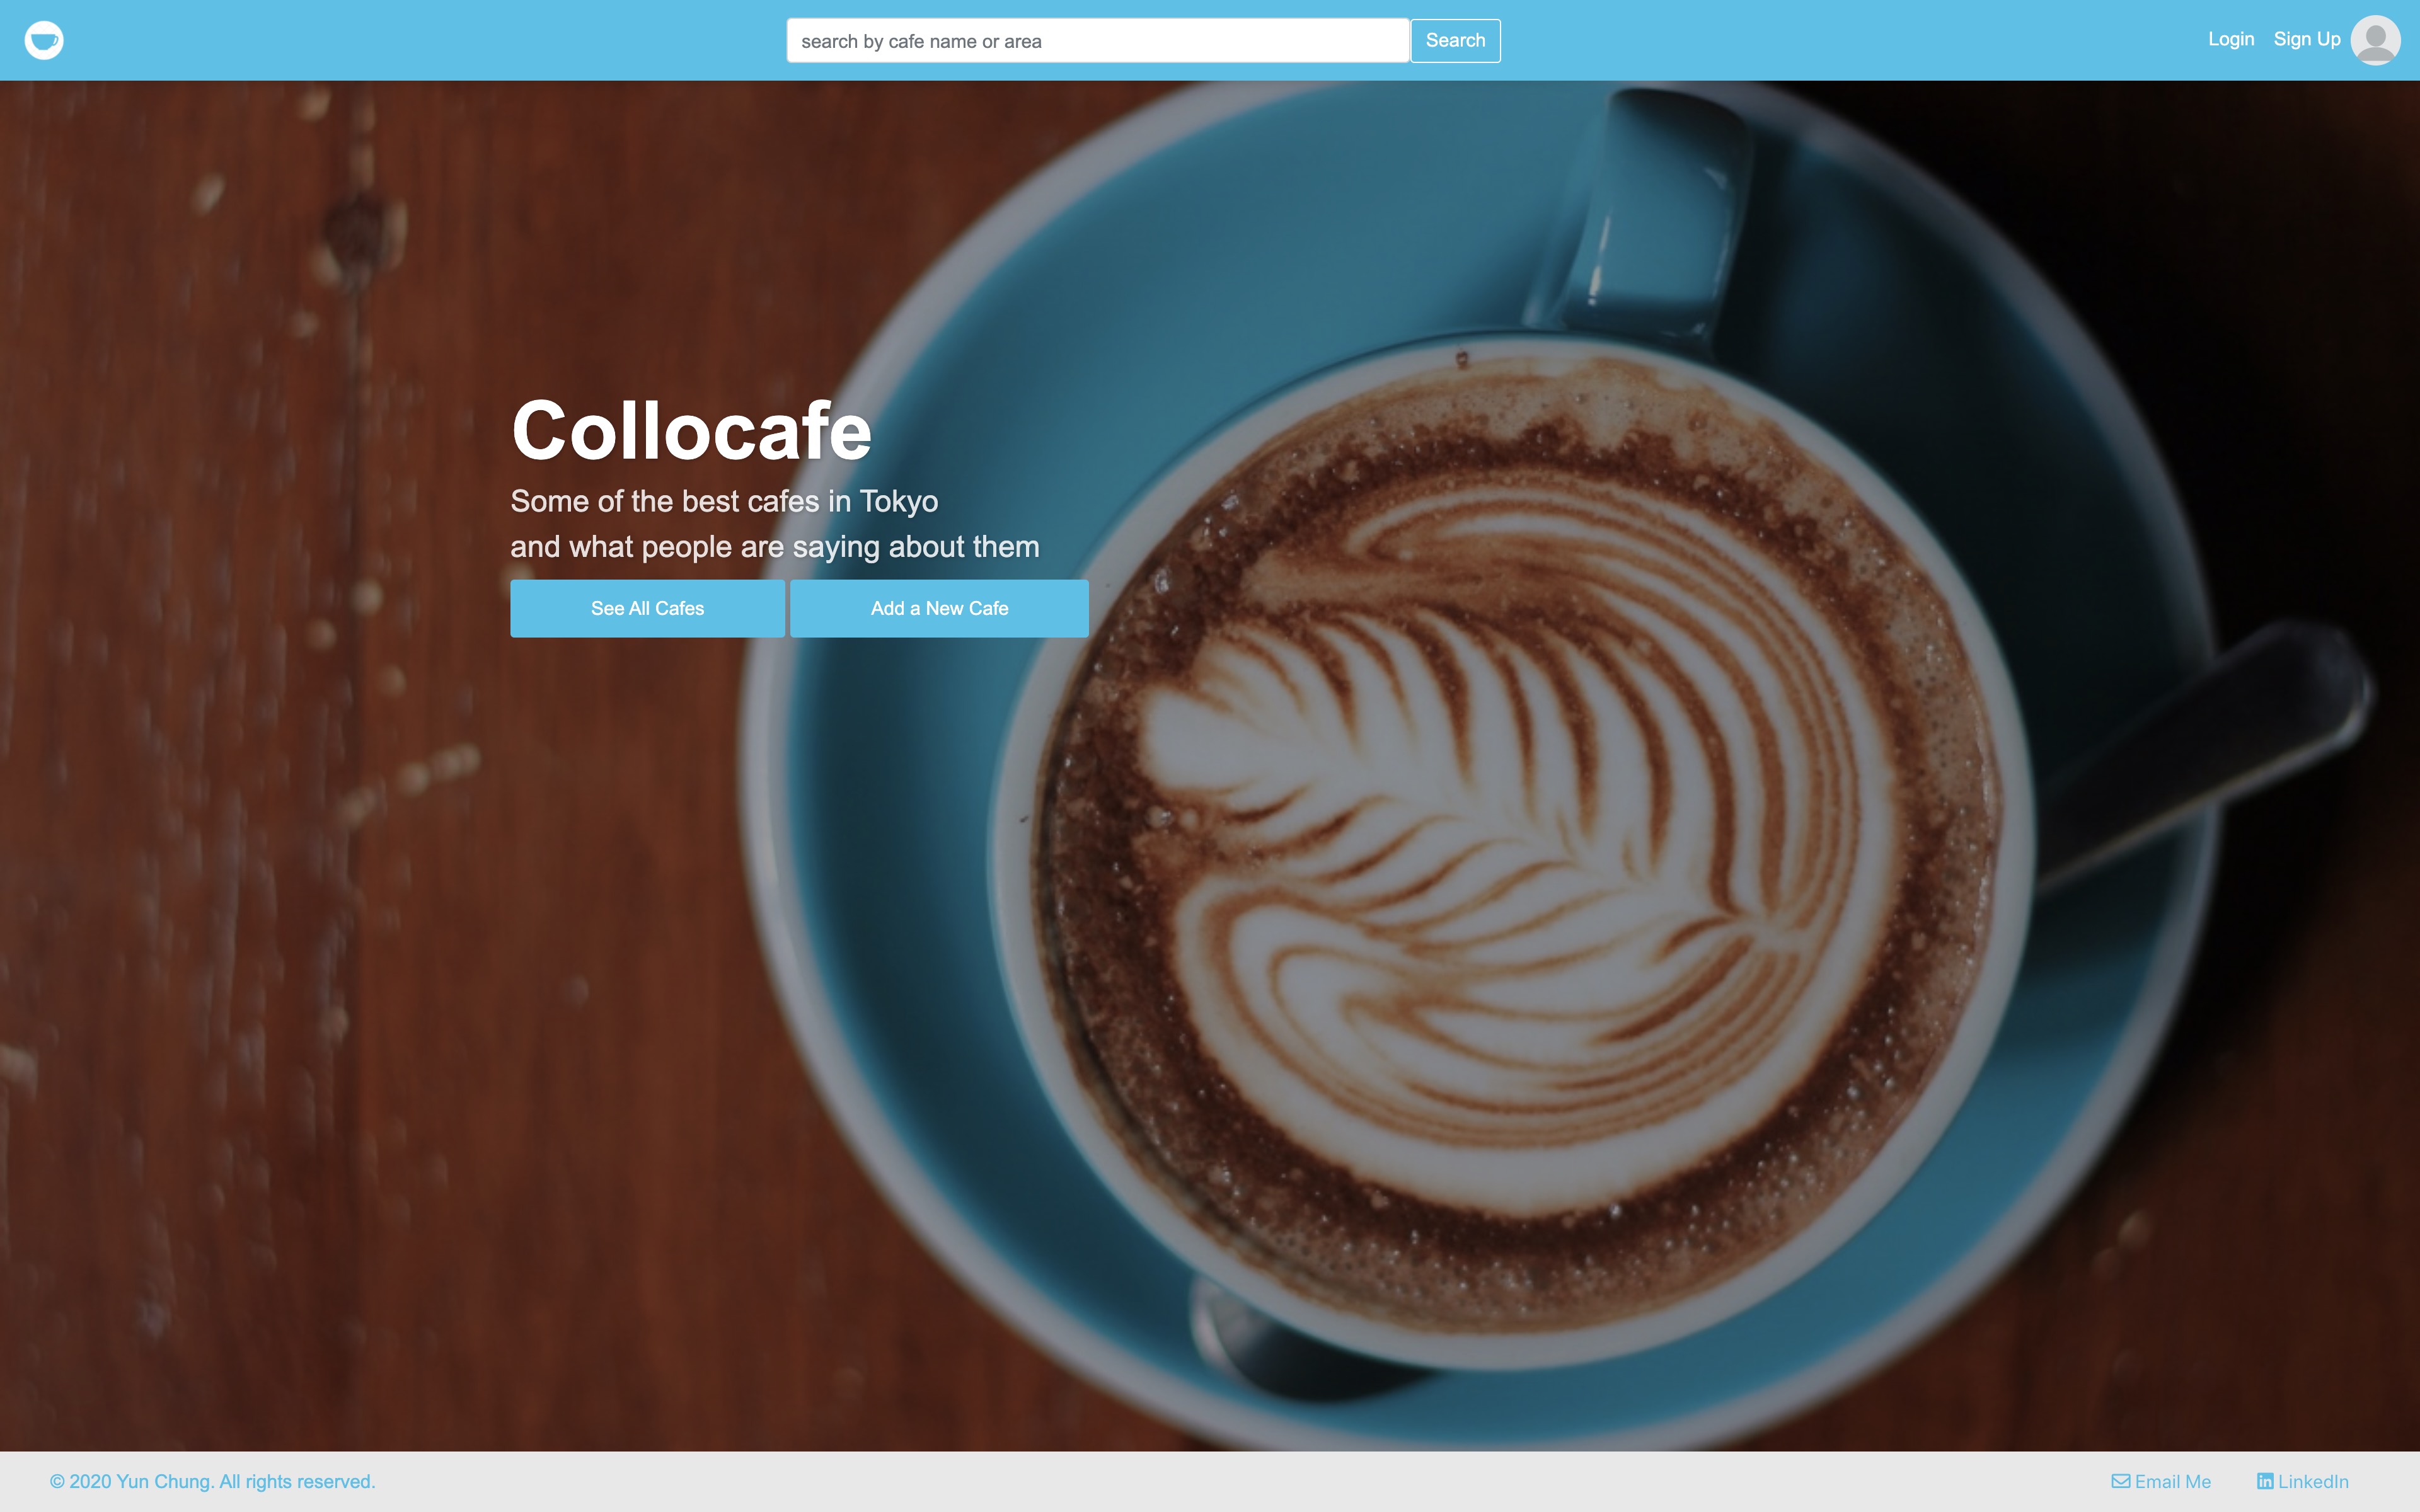 search by cafe name or area
Search
Login
Sign Up
Collocafe
Some of the best cafes in Tokyo
and what people are saying about them
See All Cafes
Add a New Cafe
© 2020 Yun Chung. All rights reserved.
Email Me
LinkedIn